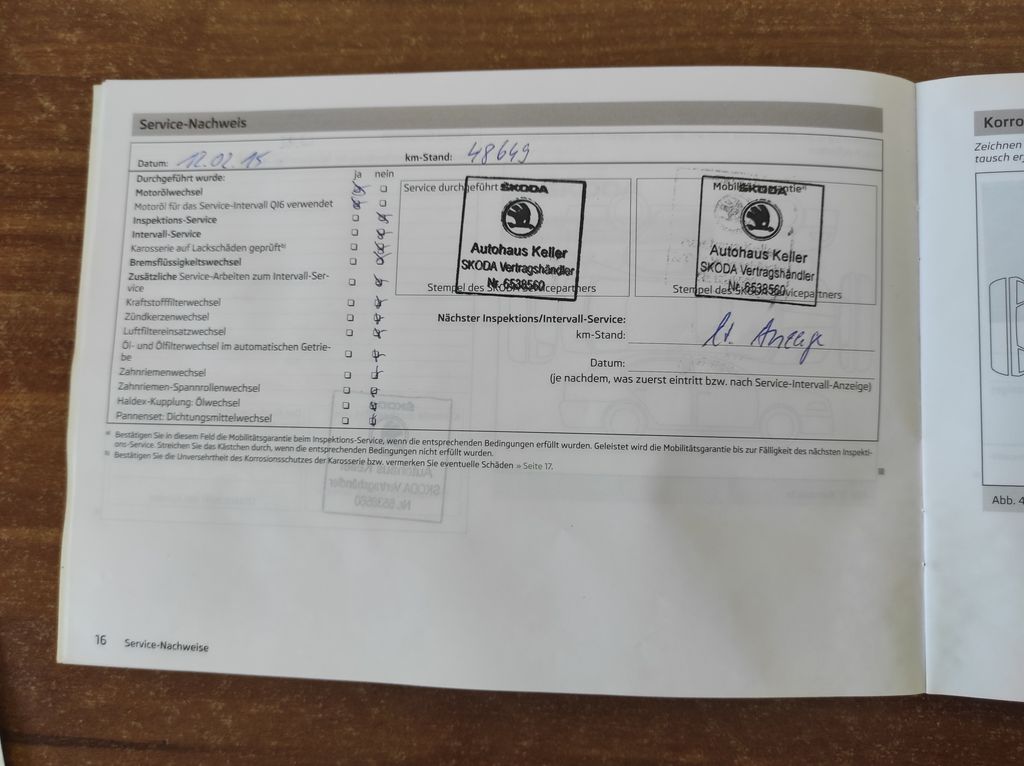 Service-Nachweis
Datum: 12.02.15 km-Stand: 48649
Durchgeführt wurde: ja nein
Motorölwechsel
Motoröl für das Service-Intervall QI6 verwendet
Inspektions-Service
Intervall-Service
Karosserie auf Lackschäden geprüft b)
Bremsflüssigkeitswechsel
Zusätzliche Service-Arbeiten zum Intervall-Ser-
vice
Kraftstofffilterwechsel
Zündkerzenwechsel
Luftfiltereinsatzwechsel
Öl- und Ölfilterwechsel im automatischen Getrie-
be
Zahnriemenwechsel
Zahnriemen-Spannrollenwechsel
Haldex-Kupplung: Ölwechsel
Pannenset: Dichtungsmittelwechsel
Service durchgeführt
ŠKODA
Autohaus Keller
SKODA Vertragshändler
Nr. 6538560
Stempel des ŠKODA Servicepartners
Mobilitätsgarantie a)
ŠKODA
Autohaus Keller
SKODA Vertragshändler
Nr. 6538560
Stempel des ŠKODA Servicepartners
Nächster Inspektions/Intervall-Service:
km-Stand: lt. Anzeige
Datum:
(je nachdem, was zuerst eintritt bzw. nach Service-Intervall-Anzeige)
a) Bestätigen Sie in diesem Feld die Mobilitätsgarantie beim Inspektions-Service, wenn die entsprechenden Bedingungen erfüllt wurden. Geleistet wird die Mobilitätsgarantie bis zur Fälligkeit des nächsten Inspekti-
ons-Service. Streichen Sie das Kästchen durch, wenn die entsprechenden Bedingungen nicht erfüllt wurden.
b) Bestätigen Sie die Unversehrtheit des Korrosionsschutzes der Karosserie bzw. vermerken Sie eventuelle Schäden » Seite 17.
16 Service-Nachweise
Korro
Zeichnen
tausch er
Abb. 4